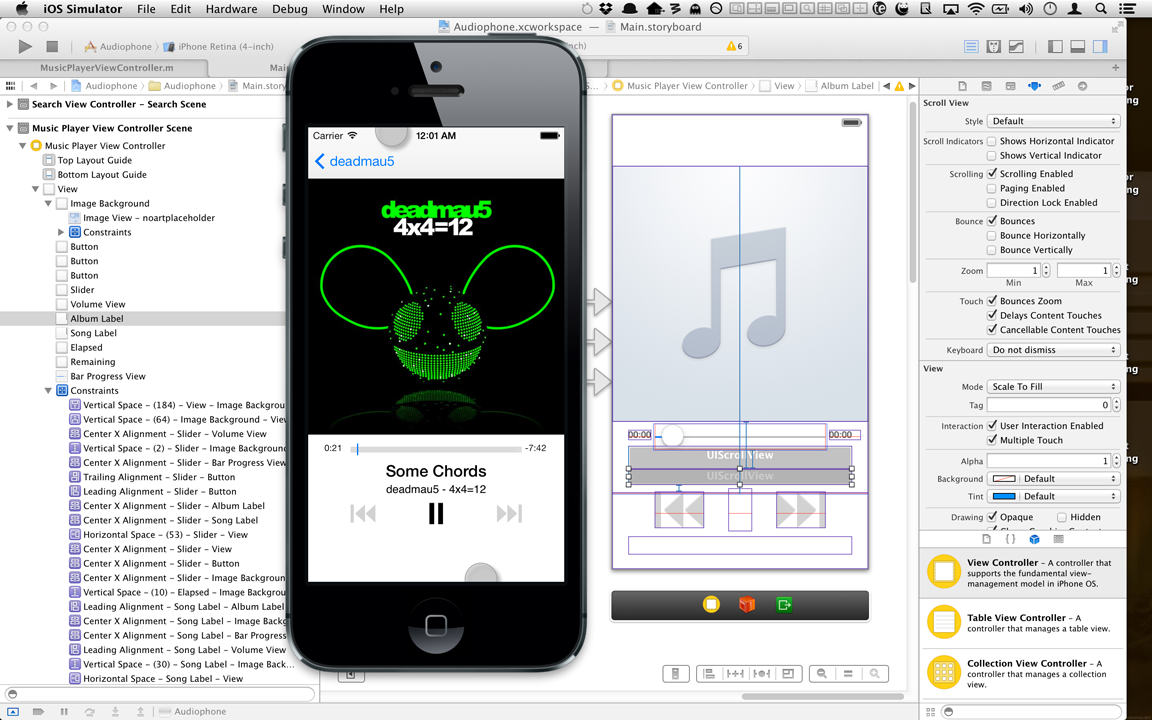 iOS Simulator File Edit Hardware Debug Window Help
Audiophone.xcworkspace — Main.storyboard
Audiophone iPhone Retina (4-inch)
6
MusicPlayerViewController.m
Audiophone Audiophone Main.story
Music Player View Controller View Album Label
Search View Controller – Search Scene
Music Player View Controller Scene
Music Player View Controller
Top Layout Guide
Bottom Layout Guide
View
Image Background
Image View – noartplaceholder
Constraints
Button
Button
Button
Slider
Volume View
Album Label
Song Label
Elapsed
Remaining
Bar Progress View
Constraints
Vertical Space – (184) – View – Image Backgrou
Vertical Space – (64) – Image Background – View
Center X Alignment – Slider – Volume View
Vertical Space – (2) – Slider – Image Background
Center X Alignment – Slider – Bar Progress View
Trailing Alignment – Slider – Button
Leading Alignment – Slider – Button
Center X Alignment – Slider – Album Label
Center X Alignment – Slider – Song Label
Horizontal Space – (53) – Slider – View
Center X Alignment – Slider – View
Center X Alignment – Slider – Button
Center X Alignment – Slider – Image Background
Vertical Space – (10) – Elapsed – Image Backgrou
Leading Alignment – Song Label – Album Label
Center X Alignment – Song Label – Image Backg
Center X Alignment – Song Label – Bar Progress
Leading Alignment – Song Label – Volume View
Vertical Space – (30) – Song Label – Image Back...
Horizontal Space – Song Label – View
Audiophone
Carrier 12:01 AM
deadmau5
deadmau5
4x4=12
0:21 -7:42
Some Chords
deadmau5 - 4x4=12
00:00 00:00
UIScrollView
UIScrollView
Scroll View
Style Default
Scroll Indicators Shows Horizontal Indicator
Shows Vertical Indicator
Scrolling Scrolling Enabled
Paging Enabled
Direction Lock Enabled
Bounce Bounces
Bounce Horizontally
Bounce Vertically
Zoom 1 1
Min Max
Touch Bounces Zoom
Delays Content Touches
Cancellable Content Touches
Keyboard Do not dismiss
View
Mode Scale To Fill
Tag 0
Interaction User Interaction Enabled
Multiple Touch
Alpha 1
Background Default
Tint Default
Drawing Opaque Hidden
View Controller – A controller that supports the fundamental view-management model in iPhone OS.
Table View Controller – A controller that manages a table view.
Collection View Controller – A controller that manages a collection view.